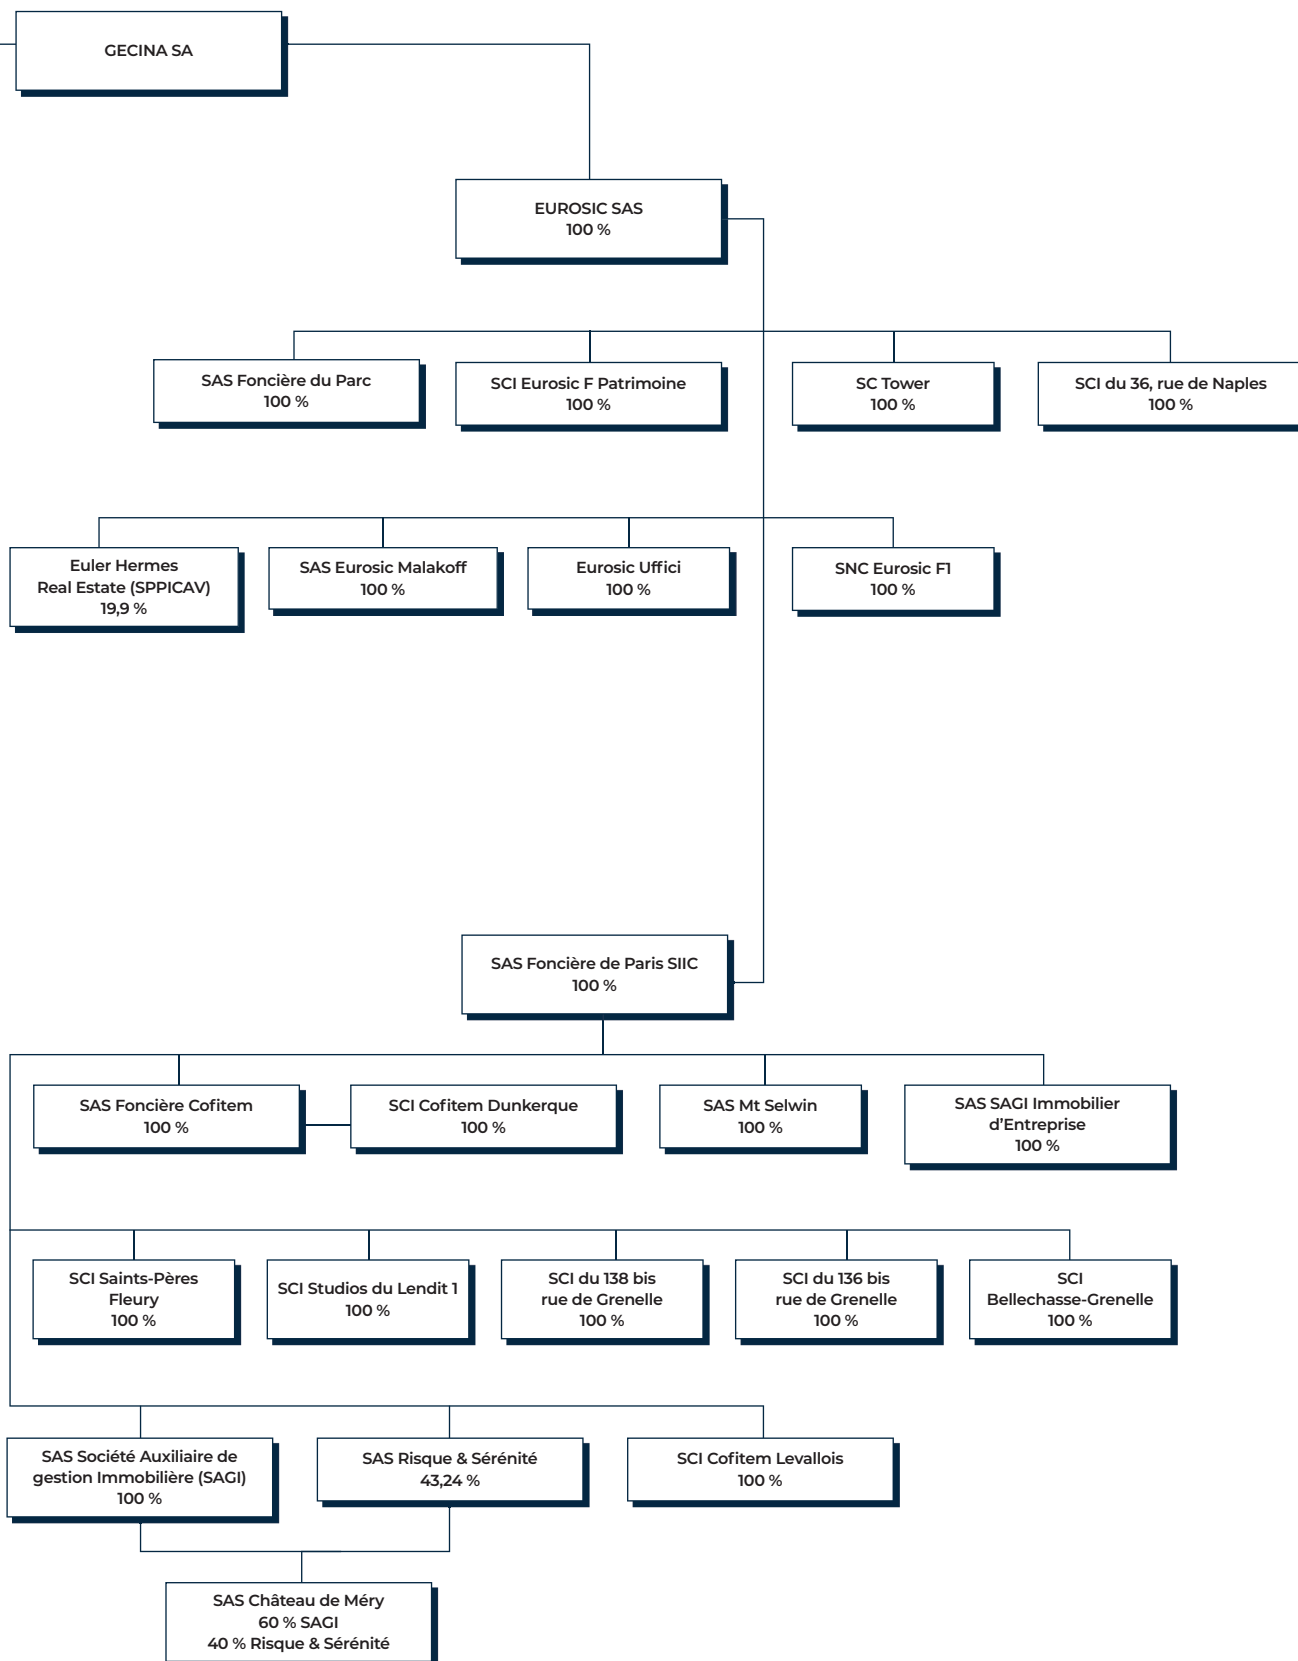 GECINA SA
EUROSIC SAS
100 %
SAS Foncière du Parc
100 %
SCI Eurosic F Patrimoine
100 %
SC Tower
100 %
SCI du 36, rue de Naples
100 %
Euler Hermes
Real Estate (SPPICAV)
19,9 %
SAS Eurosic Malakoff
100 %
Eurosic Uffici
100 %
SNC Eurosic F1
100 %
SAS Foncière de Paris SIIC
100 %
SAS Foncière Cofitem
100 %
SCI Cofitem Dunkerque
100 %
SAS Mt Selwin
100 %
SAS SAGI Immobilier
d’Entreprise
100 %
SCI Saints-Pères
Fleury
100 %
SCI Studios du Lendit 1
100 %
SCI du 138 bis
rue de Grenelle
100 %
SCI du 136 bis
rue de Grenelle
100 %
SCI
Bellechasse-Grenelle
100 %
SAS Société Auxiliaire de
gestion Immobilière (SAGI)
100 %
SAS Risque & Sérénité
43,24 %
SCI Cofitem Levallois
100 %
SAS Château de Méry
60 % SAGI
40 % Risque & Sérénité